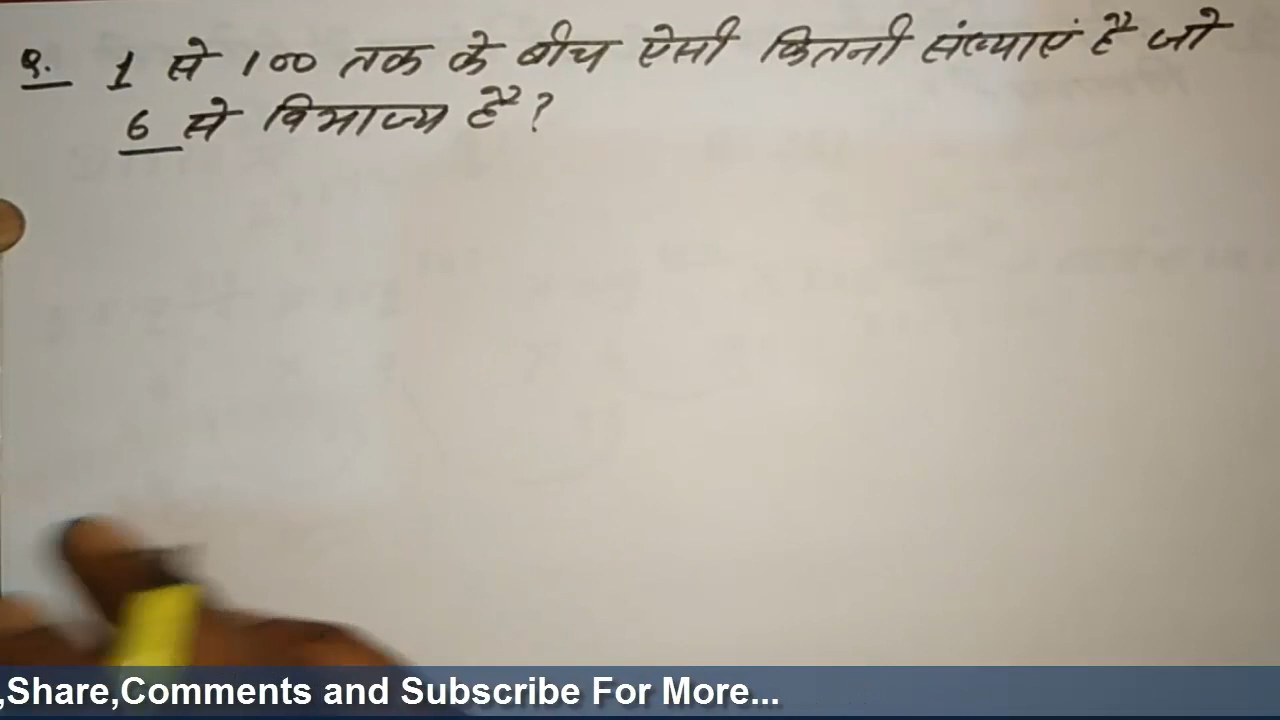 Q. 1 से 100 तक के बीच ऐसी कितनी संख्याएं है जो
6 से विभाज्य है?
,Share,Comments and Subscribe For More...